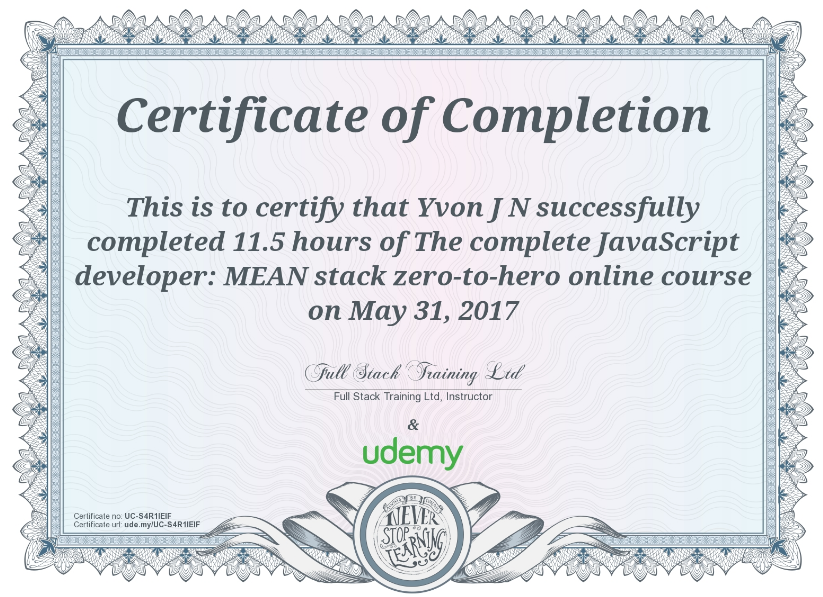 Certificate of Completion
This is to certify that Yvon J N successfully
completed 11.5 hours of The complete JavaScript
developer: MEAN stack zero-to-hero online course
on May 31, 2017
Full Stack Training Ltd
Full Stack Training Ltd, Instructor
&
udemy
Certificate no: UC-S4R1IEIF
Certificate url: ude.my/UC-S4R1IEIF
NEVER
STOP
LEARNING